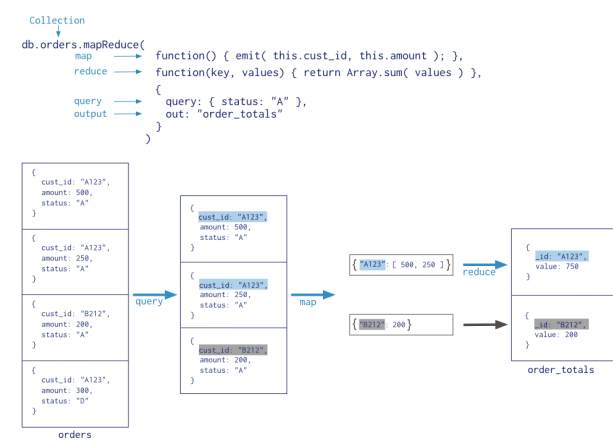 Collection
db.orders.mapReduce(
map function() { emit( this.cust_id, this.amount ); },
reduce function(key, values) { return Array.sum( values ) },
{
query query: { status: "A" },
output out: "order_totals"
}
)
{
cust_id: "A123",
amount: 500,
status: "A"
}
{
cust_id: "A123",
amount: 250,
status: "A"
}
{
cust_id: "B212",
amount: 200,
status: "A"
}
{
cust_id: "A123",
amount: 300,
status: "D"
}
orders
query
{
cust_id: "A123",
amount: 500,
status: "A"
}
{
cust_id: "A123",
amount: 250,
status: "A"
}
{
cust_id: "B212",
amount: 200,
status: "A"
}
map
{ "A123": [ 500, 250 ] }
{ "B212": 200 }
reduce
{
_id: "A123",
value: 750
}
{
_id: "B212",
value: 200
}
order_totals